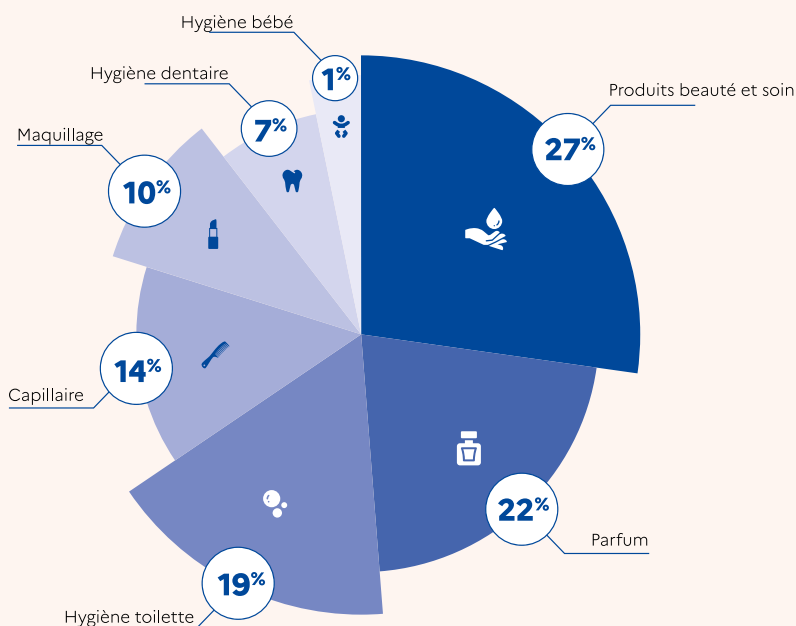 Hygiène bébé
1%
Hygiène dentaire
7%
Maquillage
10%
Produits beauté et soin
27%
Capillaire
14%
22%
Parfum
19%
Hygiène toilette